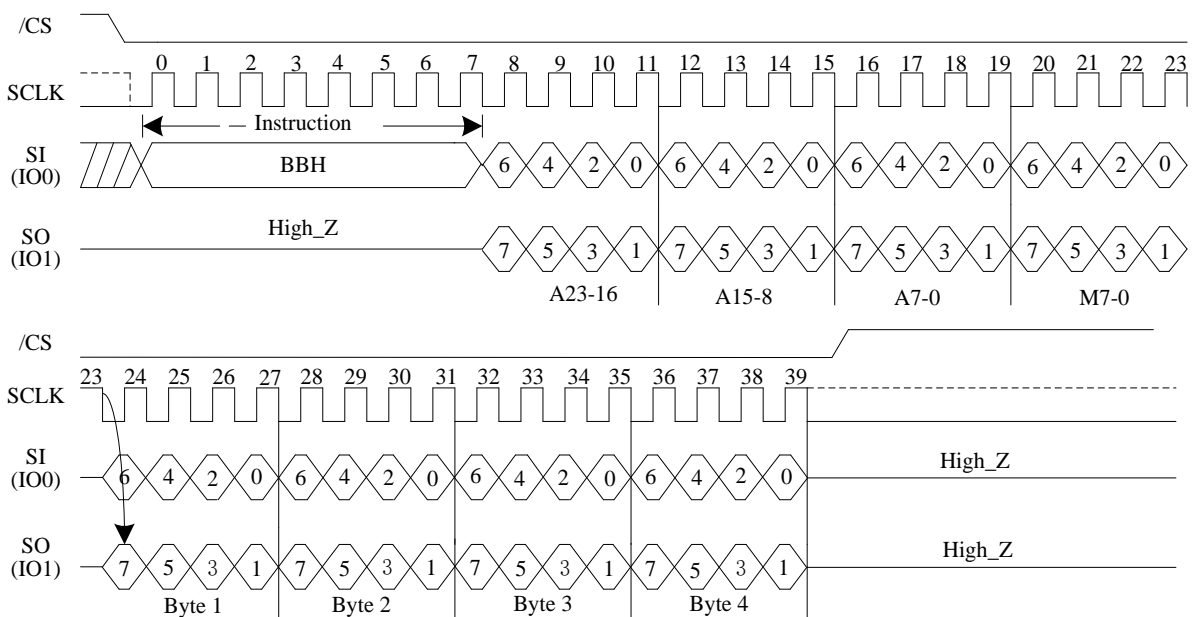 /CS
0 1 2 3 4 5 6 7 8 9 10 11 12 13 14 15 16 17 18 19 20 21 22 23
SCLK
Instruction
SI
(IO0)
BBH
6 4 2 0 6 4 2 0 6 4 2 0 6 4 2 0
High_Z
SO
(IO1)
7 5 3 1 7 5 3 1 7 5 3 1 7 5 3 1
A23-16 A15-8 A7-0 M7-0
/CS
23 24 25 26 27 28 29 30 31 32 33 34 35 36 37 38 39
SCLK
SI
(IO0)
6 4 2 0 6 4 2 0 6 4 2 0 6 4 2 0
High_Z
SO
(IO1)
7 5 3 1 7 5 3 1 7 5 3 1 7 5 3 1
High_Z
Byte 1 Byte 2 Byte 3 Byte 4